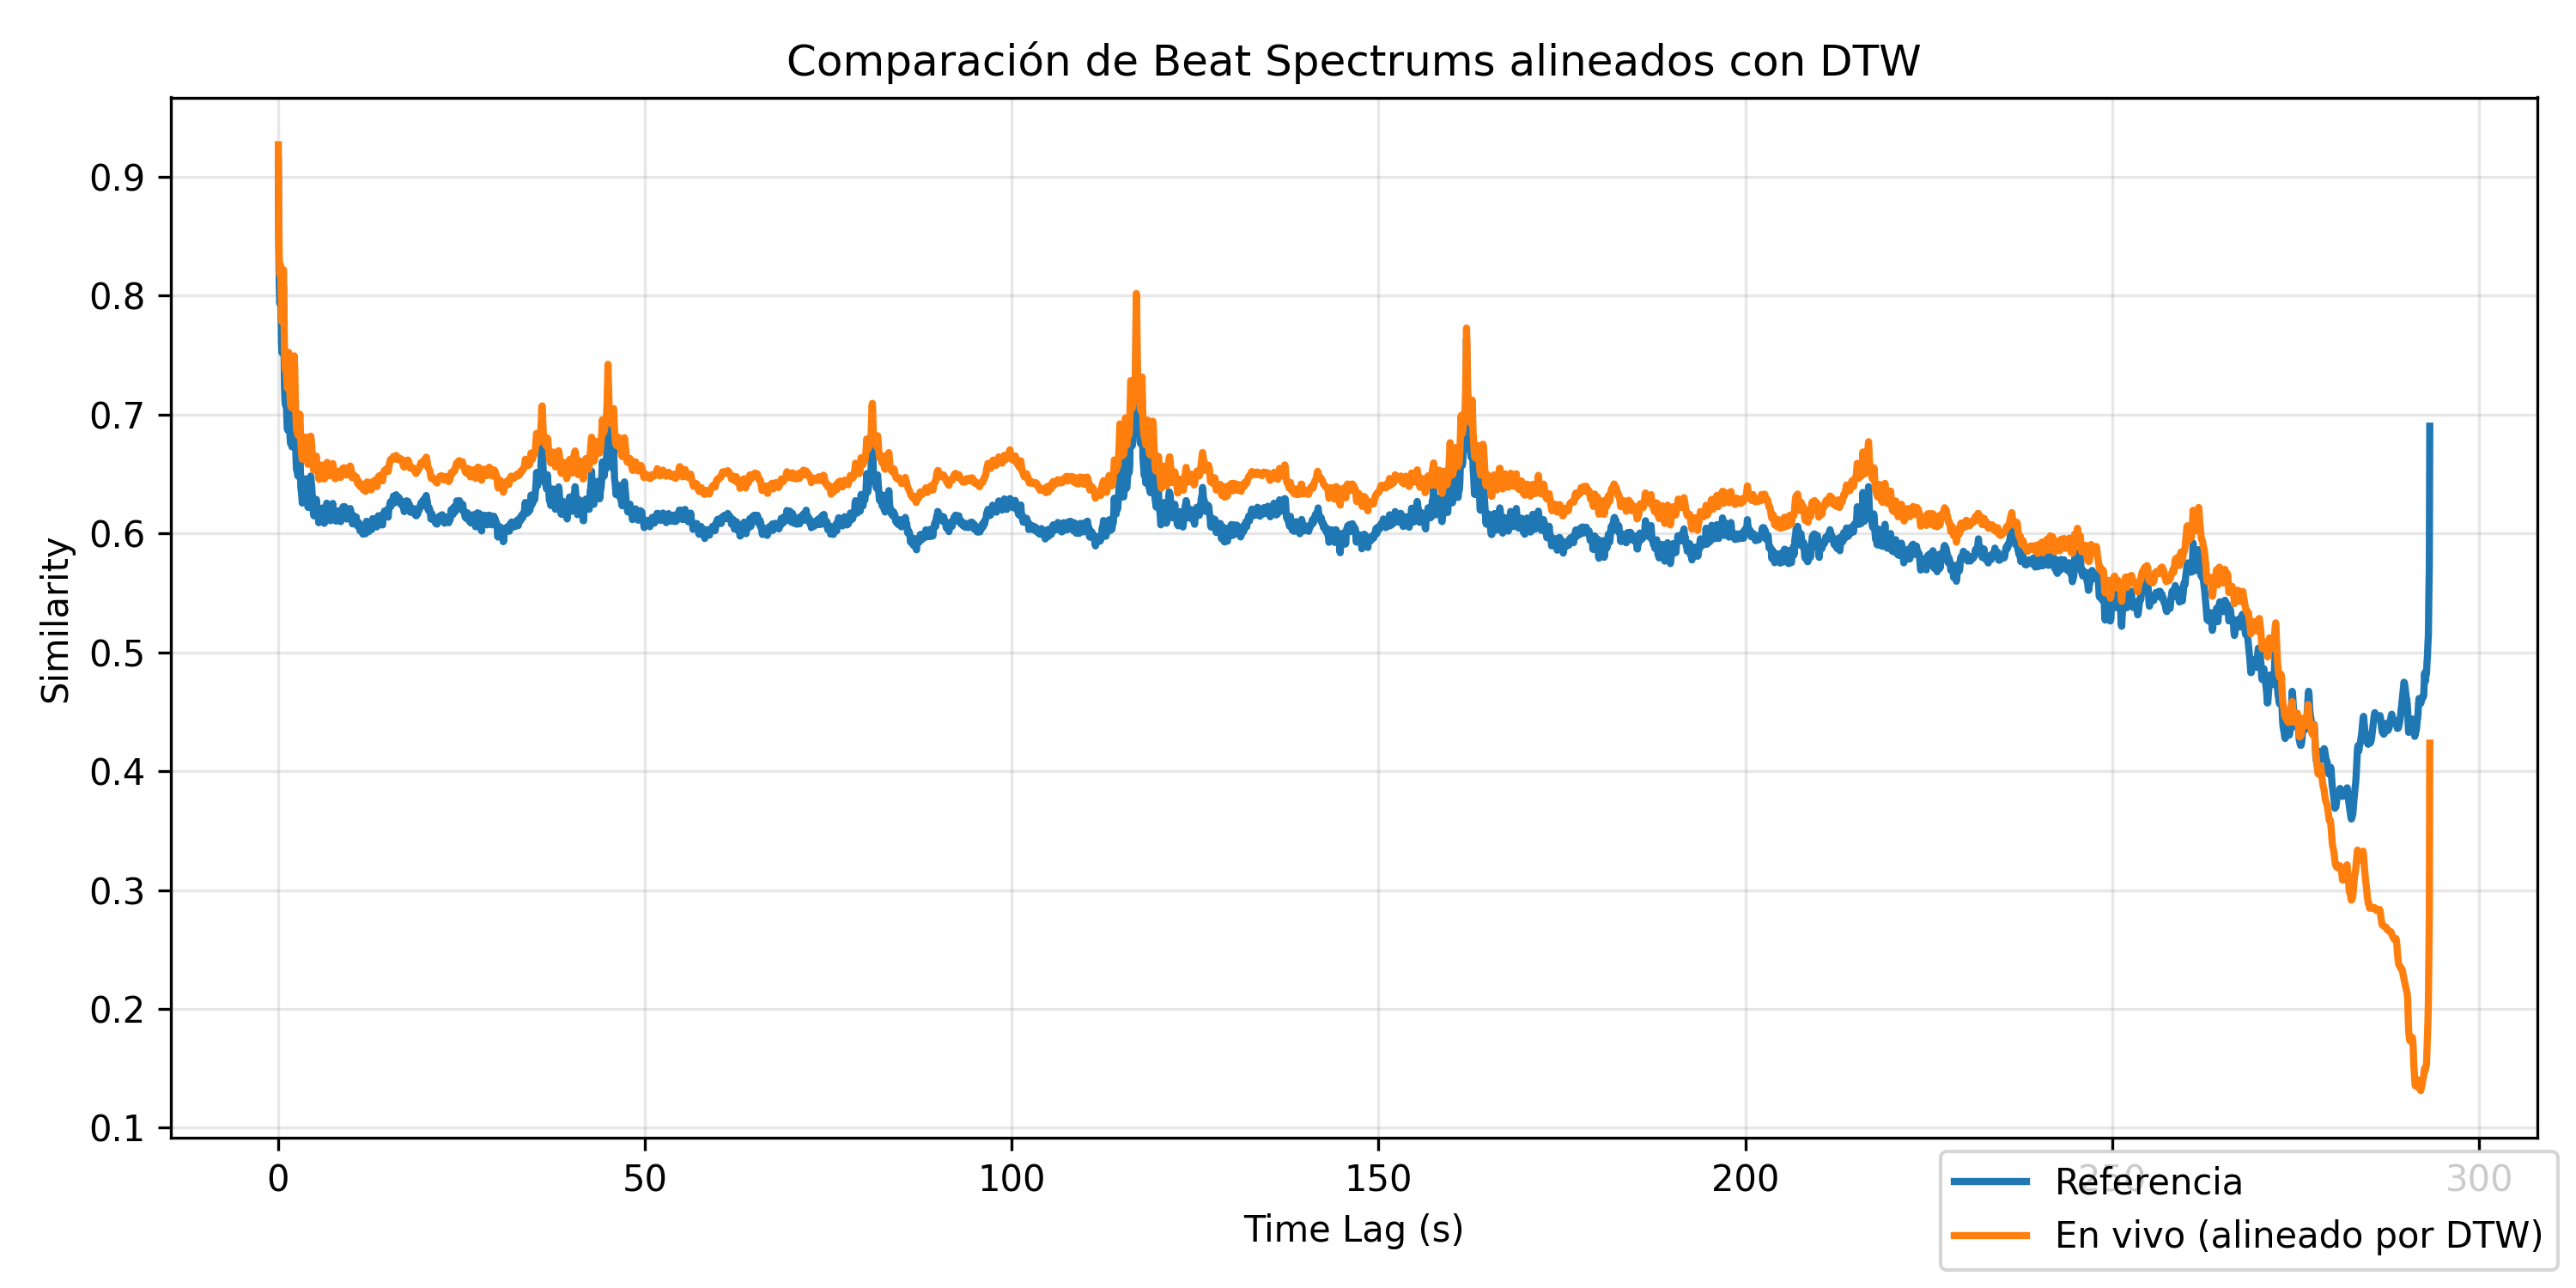 Comparación de Beat Spectrums alineados con DTW
Similarity
0.9
0.8
0.7
0.6
0.5
0.4
0.3
0.2
0.1
0 50 100 150 200 250 300
Time Lag (s)
Referencia
En vivo (alineado por DTW)